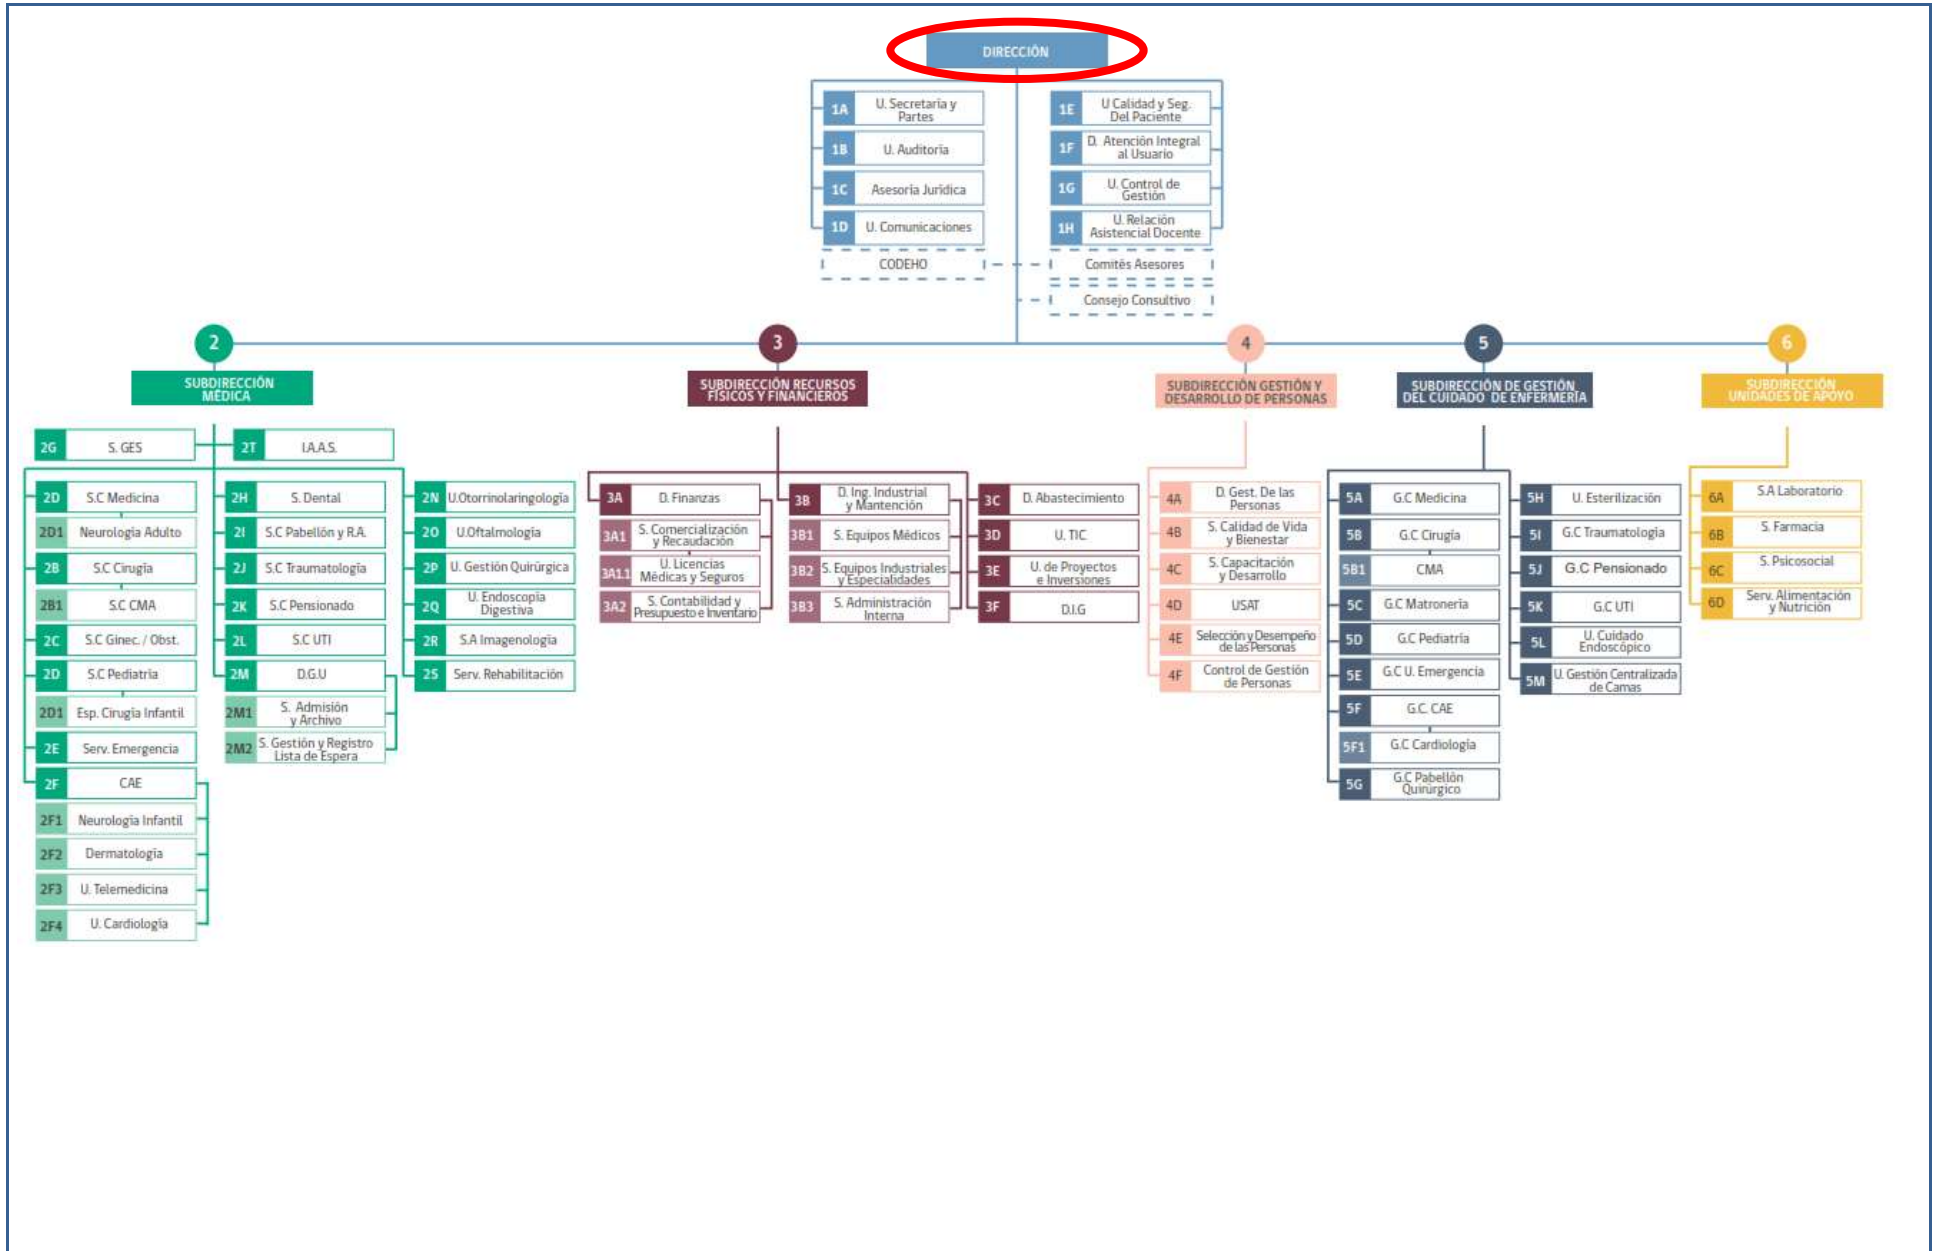 DIRECCIÓN
1A
U. Secretaría y
Partes
1B
U. Auditoría
1C
Asesoría Jurídica
1D
U. Comunicaciones
CODEHO
1E
U Calidad y Seg.
Del Paciente
1F
D. Atención Integral
al Usuario
1G
U. Control de
Gestión
1H
U. Relación
Asistencial Docente
Comités Asesores
Consejo Consultivo
2
SUBDIRECCIÓN
MÉDICA
2G
S. GES
2T
I.A.A.S.
2D
S.C Medicina
2D1
Neurología Adulto
2B
S.C Cirugía
2B1
S.C CMA
2C
S.C Ginec. / Obst.
2D
S.C Pediatría
2D1
Esp. Cirugía Infantil
2E
Serv. Emergencia
2F
CAE
2F1
Neurología Infantil
2F2
Dermatología
2F3
U. Telemedicina
2F4
U. Cardiología
2H
S. Dental
2I
S.C Pabellón y R.A.
2J
S.C Traumatología
2K
S.C Pensionado
2L
S.C UTI
2M
D.G.U
2M1
S. Admisión
y Archivo
2M2
S. Gestión y Registro
Lista de Espera
2N
U.Otorrinolaringología
2O
U.Oftalmología
2P
U. Gestión Quirúrgica
2Q
U. Endoscopía
Digestiva
2R
S.A Imagenología
2S
Serv. Rehabilitación
3
SUBDIRECCIÓN RECURSOS
FÍSICOS Y FINANCIEROS
3A
D. Finanzas
3A1
S. Comercialización
y Recaudación
3A1.1
U. Licencias
Médicas y Seguros
3A2
S. Contabilidad y
Presupuesto e Inventario
3B
D. Ing. Industrial
y Mantención
3B1
S. Equipos Médicos
3B2
S. Equipos Industriales
y Especialidades
3B3
S. Administración
Interna
3C
D. Abastecimiento
3D
U. TIC
3E
U. de Proyectos
e Inversiones
3F
D.I.G
4
SUBDIRECCIÓN GESTIÓN Y
DESARROLLO DE PERSONAS
4A
D. Gest. De las
Personas
4B
S. Calidad de Vida
y Bienestar
4C
S. Capacitación
y Desarrollo
4D
USAT
4E
Selección y Desempeño
de las Personas
4F
Control de Gestión
de Personas
5
SUBDIRECCIÓN DE GESTIÓN
DEL CUIDADO DE ENFERMERÍA
5A
G.C Medicina
5B
G.C Cirugía
5B1
CMA
5C
G.C Matronería
5D
G.C Pediatría
5E
G.C U. Emergencia
5F
G.C. CAE
5F1
G.C Cardiología
5G
G.C Pabellón
Quirúrgico
5H
U. Esterilización
5I
G.C Traumatología
5J
G.C Pensionado
5K
G.C UTI
5L
U. Cuidado
Endoscópico
5M
U. Gestión Centralizada
de Camas
6
SUBDIRECCIÓN
UNIDADES DE APOYO
6A
S.A Laboratorio
6B
S. Farmacia
6C
S. Psicosocial
6D
Serv. Alimentación
y Nutrición